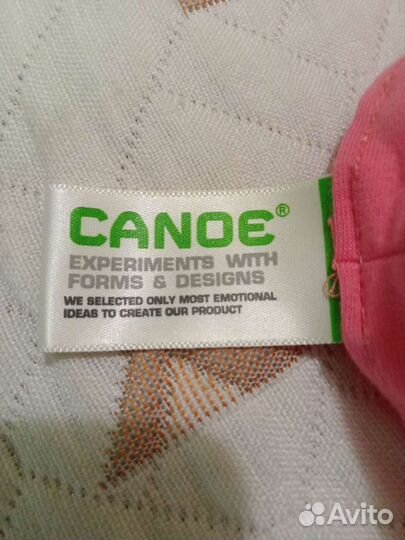 CANOE®
EXPERIMENTS WITH
FORMS & DESIGNS
WE SELECTED ONLY MOST EMOTIONAL
IDEAS TO CREATE OUR PRODUCT
Avito